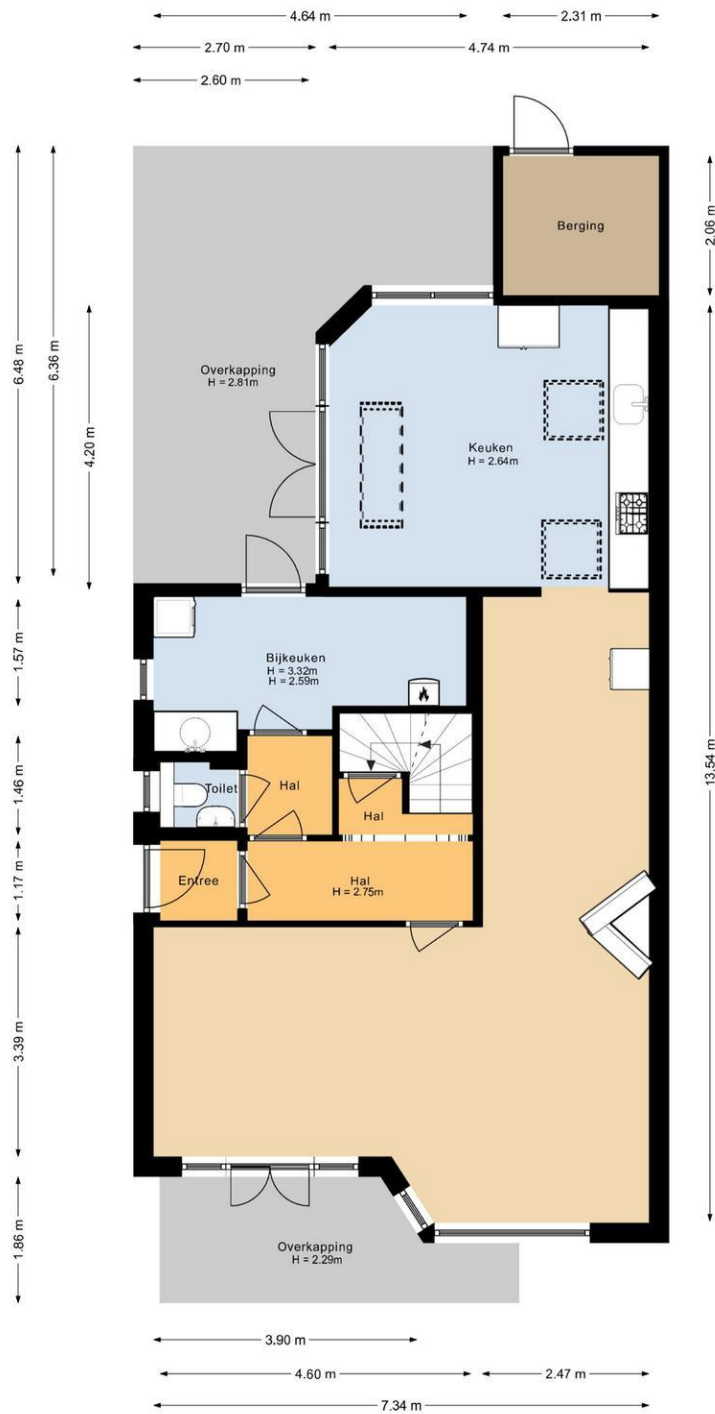 4.64 m
2.31 m
2.70 m
4.74 m
2.60 m
6.48 m
6.36 m
4.20 m
2.06 m
Berging
Overkapping
H = 2.81m
Keuken
H = 2.64m
1.57 m
Bijkeuken
H = 3.32m
H = 2.59m
13.54 m
1.46 m
Toilet
Hal
Hal
1.17 m
Entree
Hal
H = 2.75m
3.39 m
1.86 m
Overkapping
H = 2.29m
3.90 m
4.60 m
2.47 m
7.34 m